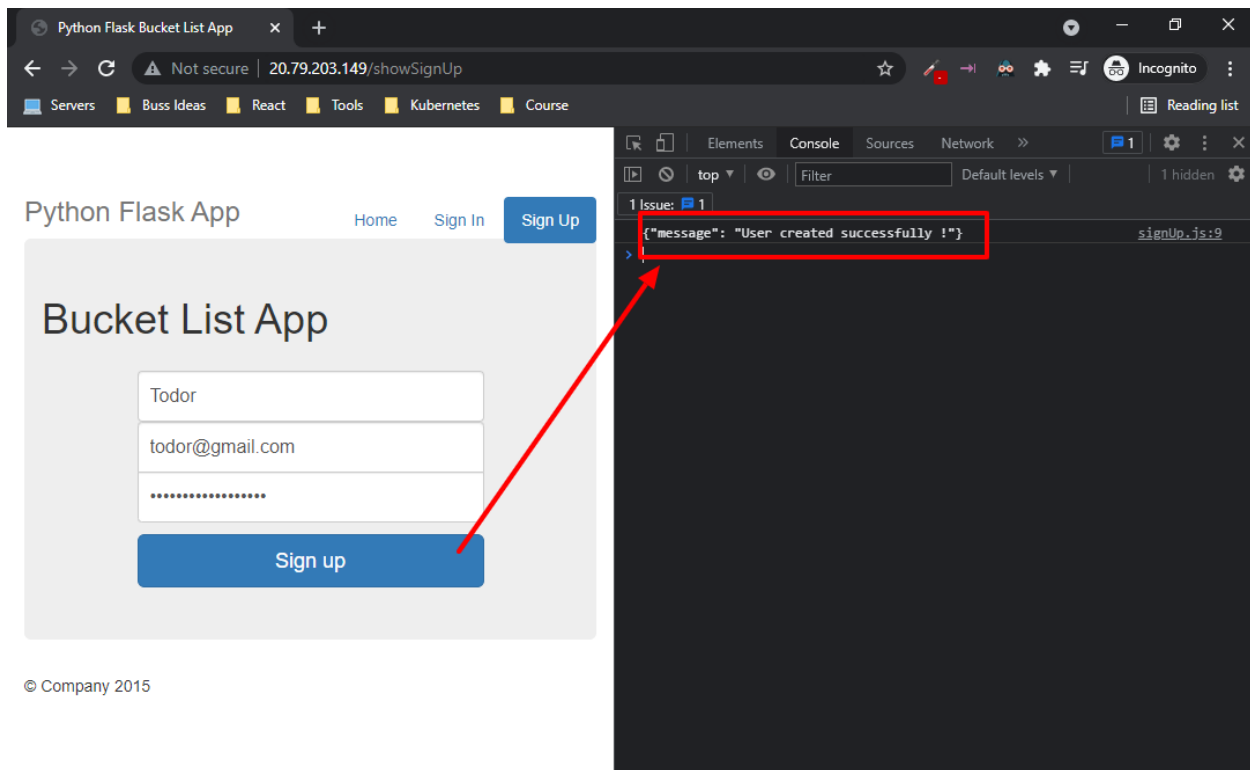 Python Flask Bucket List App
Not secure | 20.79.203.149/showSignUp
Incognito
Servers Buss Ideas React Tools Kubernetes Course Reading list
Elements Console Sources Network » 1
top Filter Default levels 1 hidden
1 Issue: 1
{"message": "User created successfully !"} signUp.js:9
>
Python Flask App Home Sign In Sign Up
Bucket List App
Todor
todor@gmail.com
••••••••••••••••••
Sign up
© Company 2015